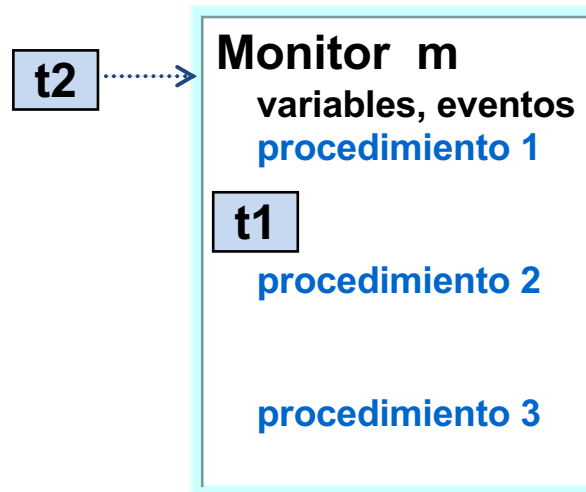 Monitor m
t2
variables, eventos
procedimiento 1
t1
procedimiento 2
procedimiento 3